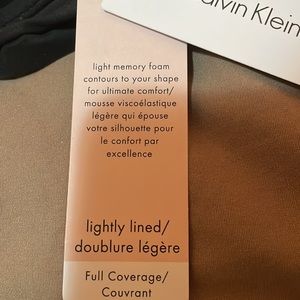 Calvin Klein
light memory foam
contours to your shape
for ultimate comfort/
mousse viscoélastique
légère qui épouse
votre silhouette pour
le confort par
excellence
lightly lined/
doublure légère
Full Coverage/
Couvrant